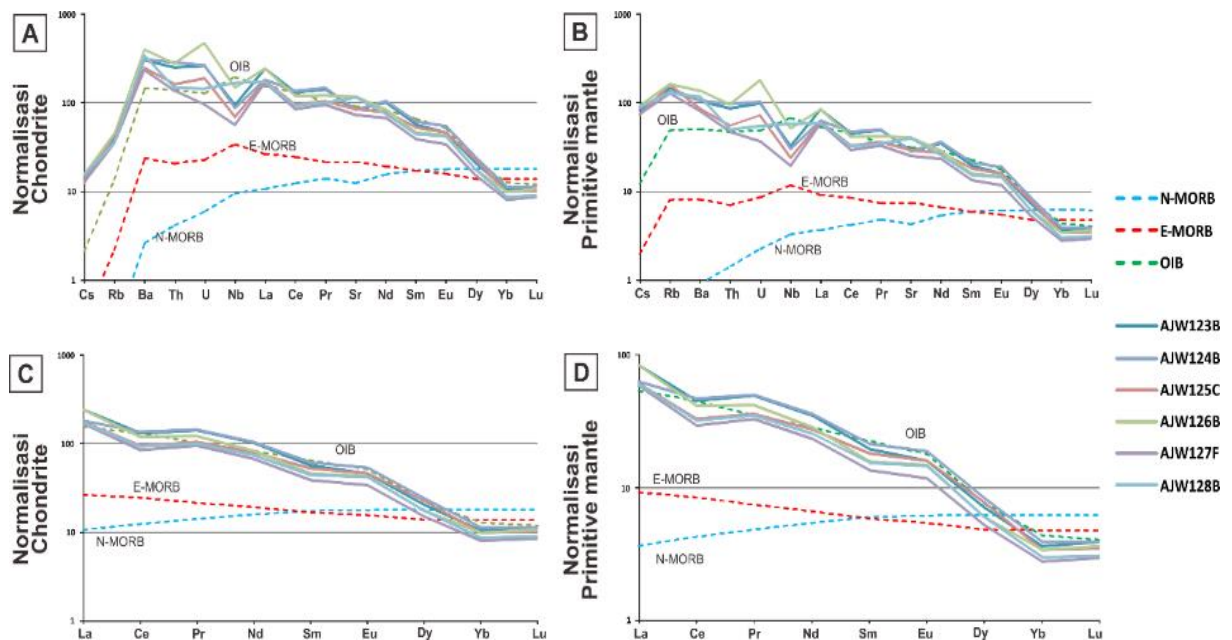 A
Normalisasi
Chondrite
1000
100
10
1
OIB
E-MORB
N-MORB
Cs Rb Ba Th U Nb La Ce Pr Sr Nd Sm Eu Dy Yb Lu
B
Normalisasi
Primitive mantle
1000
100
10
1
OIB
E-MORB
N-MORB
Cs Rb Ba Th U Nb La Ce Pr Sr Nd Sm Eu Dy Yb Lu
N-MORB
E-MORB
OIB
AJW123B
AJW124B
AJW125C
AJW126B
AJW127F
AJW128B
C
Normalisasi
Chondrite
1000
100
10
1
OIB
E-MORB
N-MORB
La Ce Pr Nd Sm Eu Dy Yb Lu
D
Normalisasi
Primitive mantle
100
10
1
OIB
E-MORB
N-MORB
La Ce Pr Nd Sm Eu Dy Yb Lu